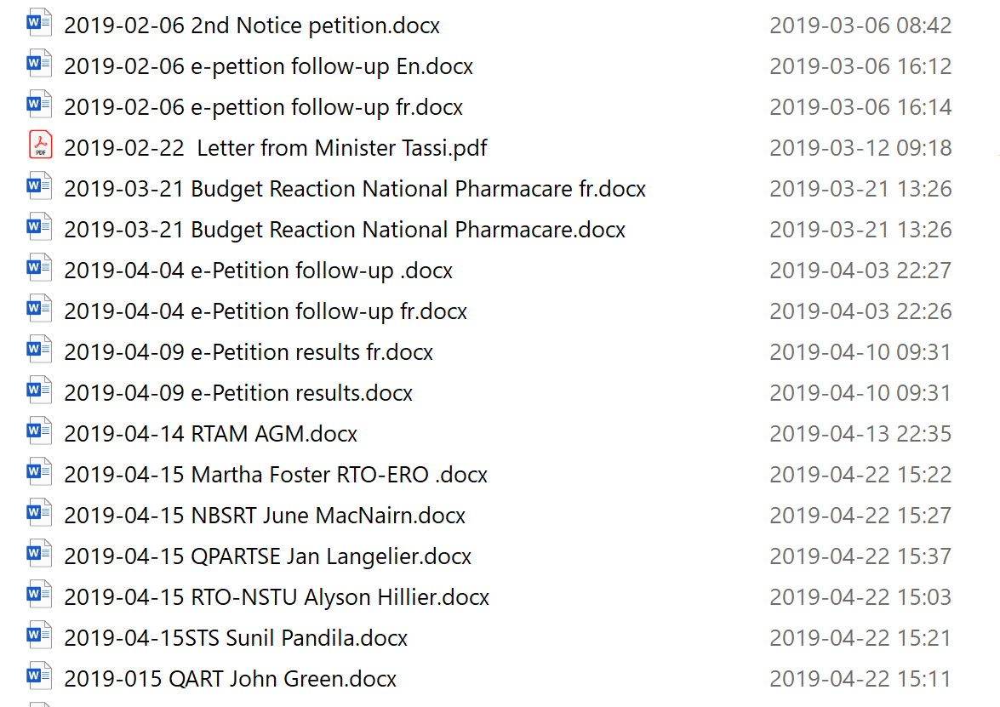 2019-02-06 2nd Notice petition.docx 2019-03-06 08:42
2019-02-06 e-pettion follow-up En.docx 2019-03-06 16:12
2019-02-06 e-pettion follow-up fr.docx 2019-03-06 16:14
PDF 2019-02-22  Letter from Minister Tassi.pdf 2019-03-12 09:18
2019-03-21 Budget Reaction National Pharmacare fr.docx 2019-03-21 13:26
2019-03-21 Budget Reaction National Pharmacare.docx 2019-03-21 13:26
2019-04-04 e-Petition follow-up .docx 2019-04-03 22:27
2019-04-04 e-Petition follow-up fr.docx 2019-04-03 22:26
2019-04-09 e-Petition results fr.docx 2019-04-10 09:31
2019-04-09 e-Petition results.docx 2019-04-10 09:31
2019-04-14 RTAM AGM.docx 2019-04-13 22:35
2019-04-15 Martha Foster RTO-ERO .docx 2019-04-22 15:22
2019-04-15 NBSRT June MacNairn.docx 2019-04-22 15:27
2019-04-15 QPARTSE Jan Langelier.docx 2019-04-22 15:37
2019-04-15 RTO-NSTU Alyson Hillier.docx 2019-04-22 15:03
2019-04-15STS Sunil Pandila.docx 2019-04-22 15:21
2019-015 QART John Green.docx 2019-04-22 15:11